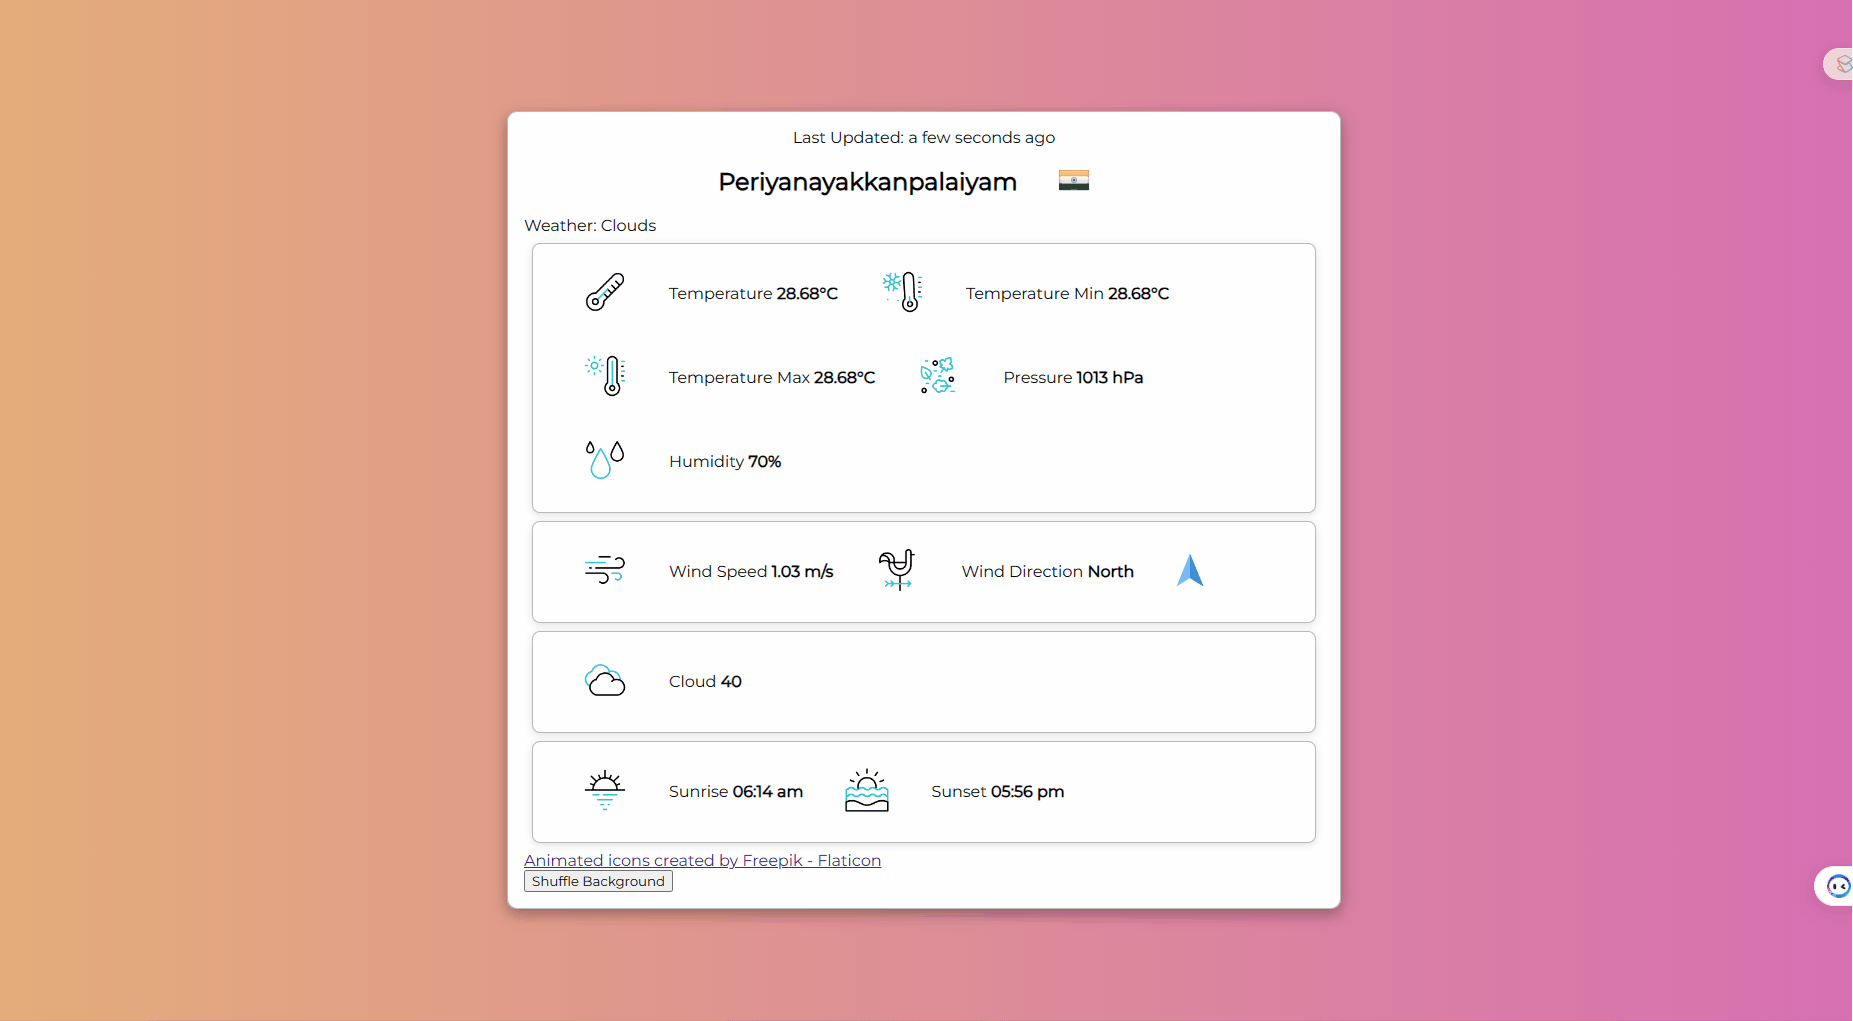 Last Updated: a few seconds ago
Periyanayakkanpalaiyam
Weather: Clouds
Temperature 28.68°C Temperature Min 28.68°C
Temperature Max 28.68°C Pressure 1013 hPa
Humidity 70%
Wind Speed 1.03 m/s Wind Direction North
Cloud 40
Sunrise 06:14 am Sunset 05:56 pm
Animated icons created by Freepik - Flaticon
Shuffle Background